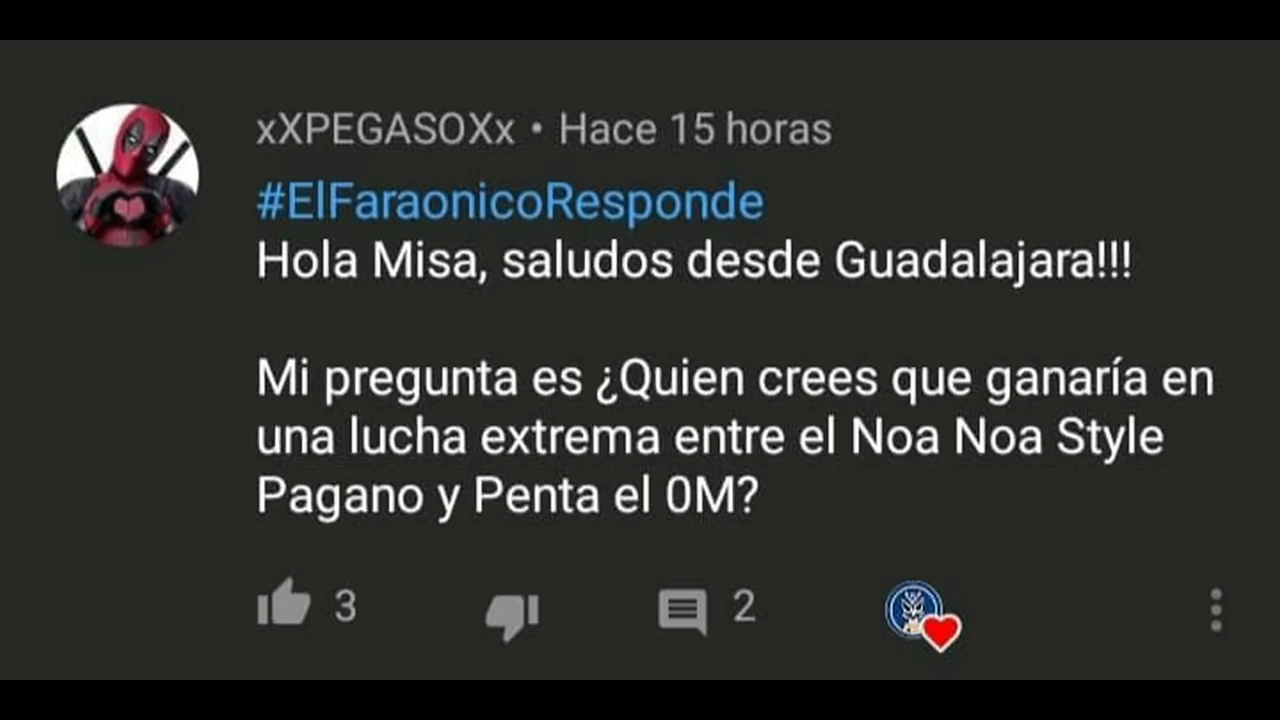 xXPEGASOXx • Hace 15 horas
#ElFaraonicoResponde
Hola Misa, saludos desde Guadalajara!!!
Mi pregunta es ¿Quien crees que ganaría en
una lucha extrema entre el Noa Noa Style
Pagano y Penta el 0M?
3
2